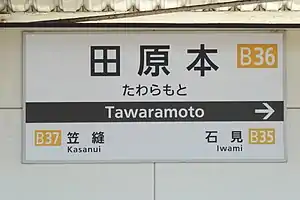 田原本 B36
たわらもと
Tawaramoto →
B37 笠縫 石見 B35
Kasanui Iwami